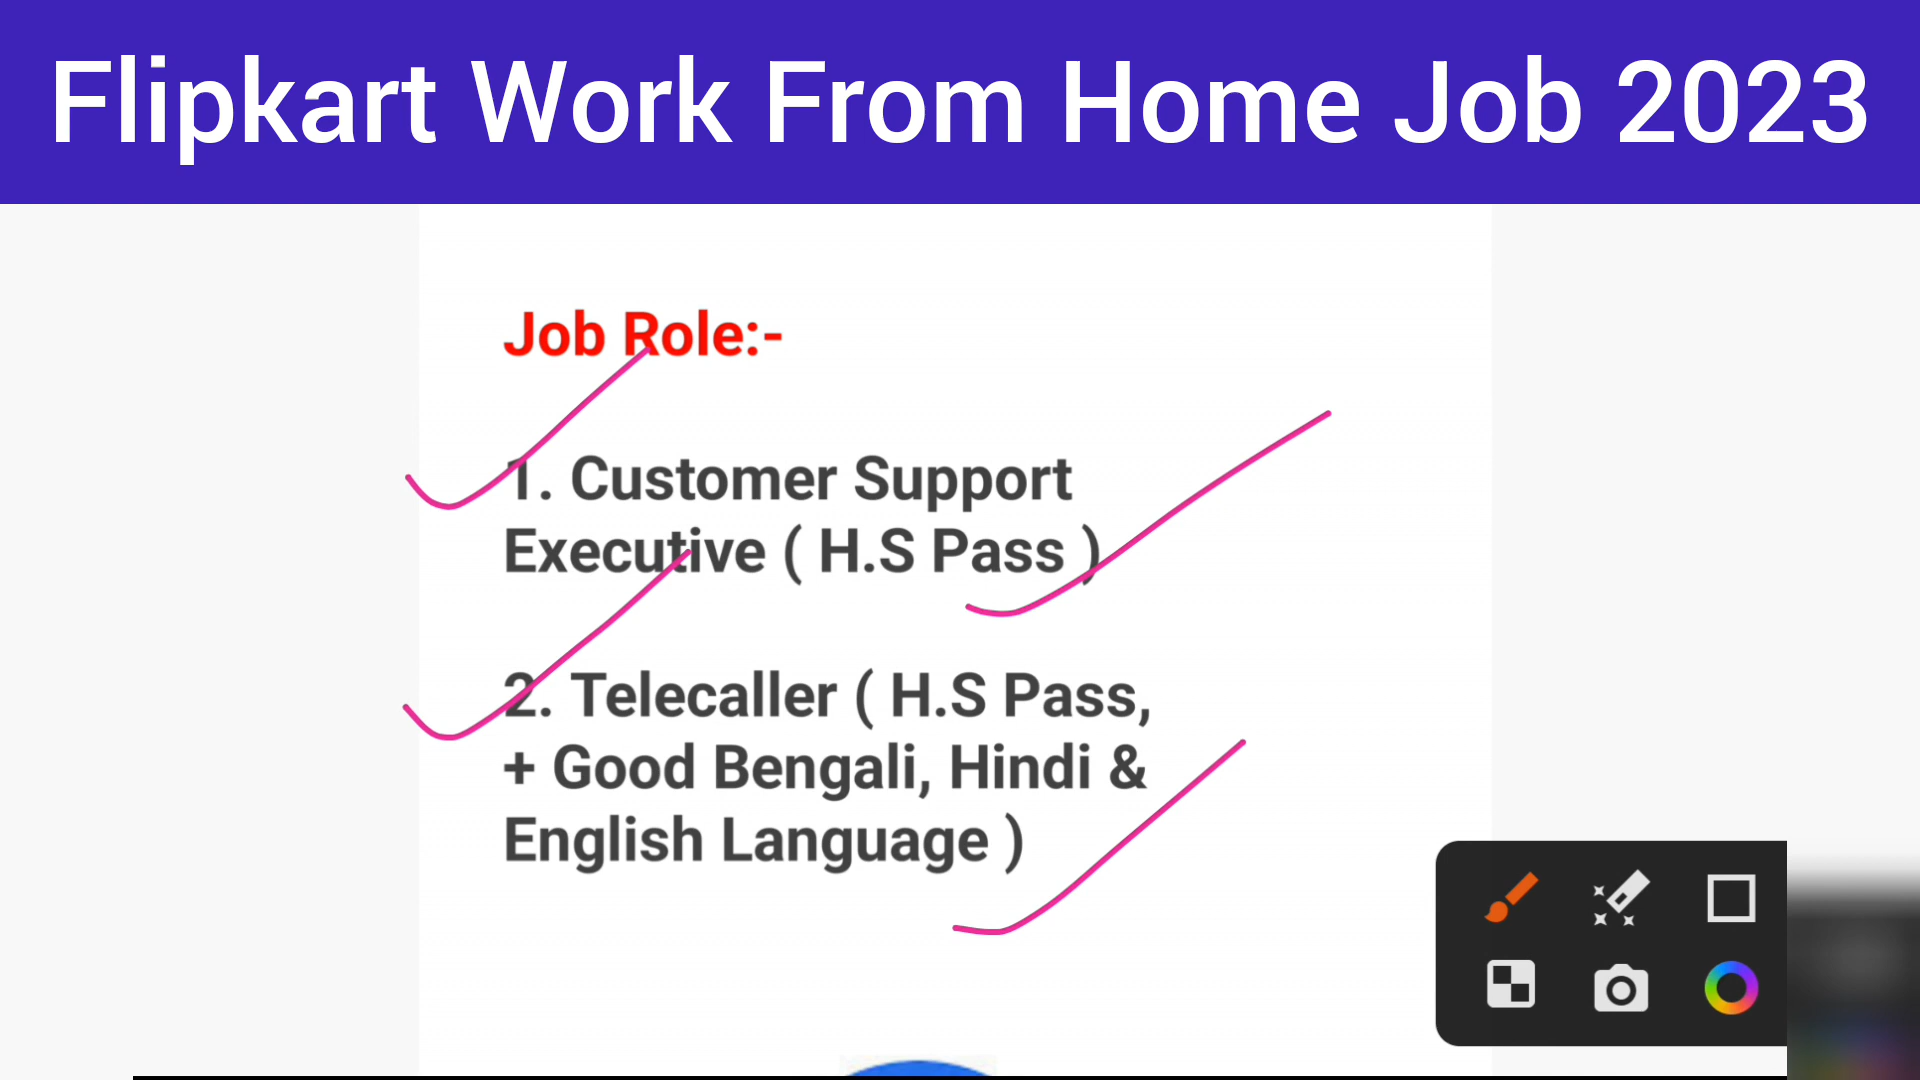 Flipkart Work From Home Job 2023
Job Role:-
1. Customer Support
Executive ( H.S Pass )
2. Telecaller ( H.S Pass,
+ Good Bengali, Hindi &
English Language )